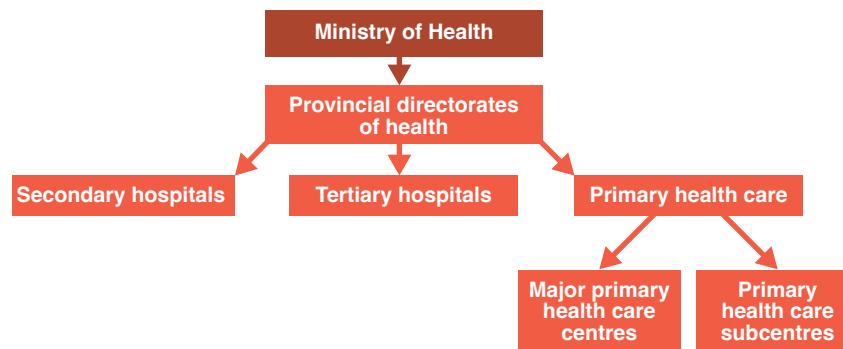 Ministry of Health
Provincial directorates
of health
Secondary hospitals
Tertiary hospitals
Primary health care
Major primary
health care
centres
Primary
health care
subcentres